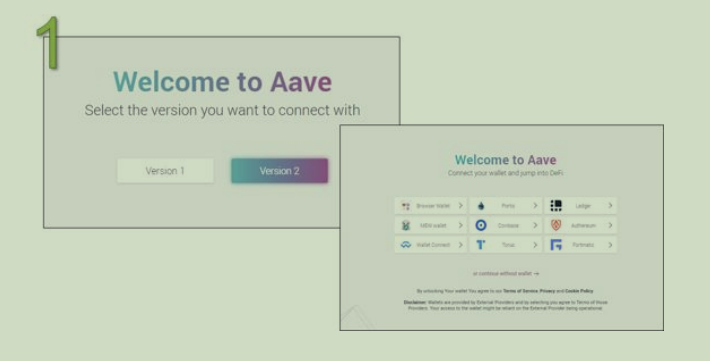 1
Welcome to Aave
Select the version you want to connect with
Version 1
Version 2
Welcome to Aave
Connect your wallet and jump into DeFi
Browser Wallet
Portis
Ledger
MEW wallet
Coinbase
Authereum
Wallet Connect
Torus
Fortmatic
or continue without wallet →
By unlocking Your wallet You agree to our Terms of Service, Privacy and Cookie Policy.
Disclaimer: Wallets are provided by External Providers and by selecting you agree to Terms of those
Providers. Your access to the wallet might be reliant on the External Provider being operational.